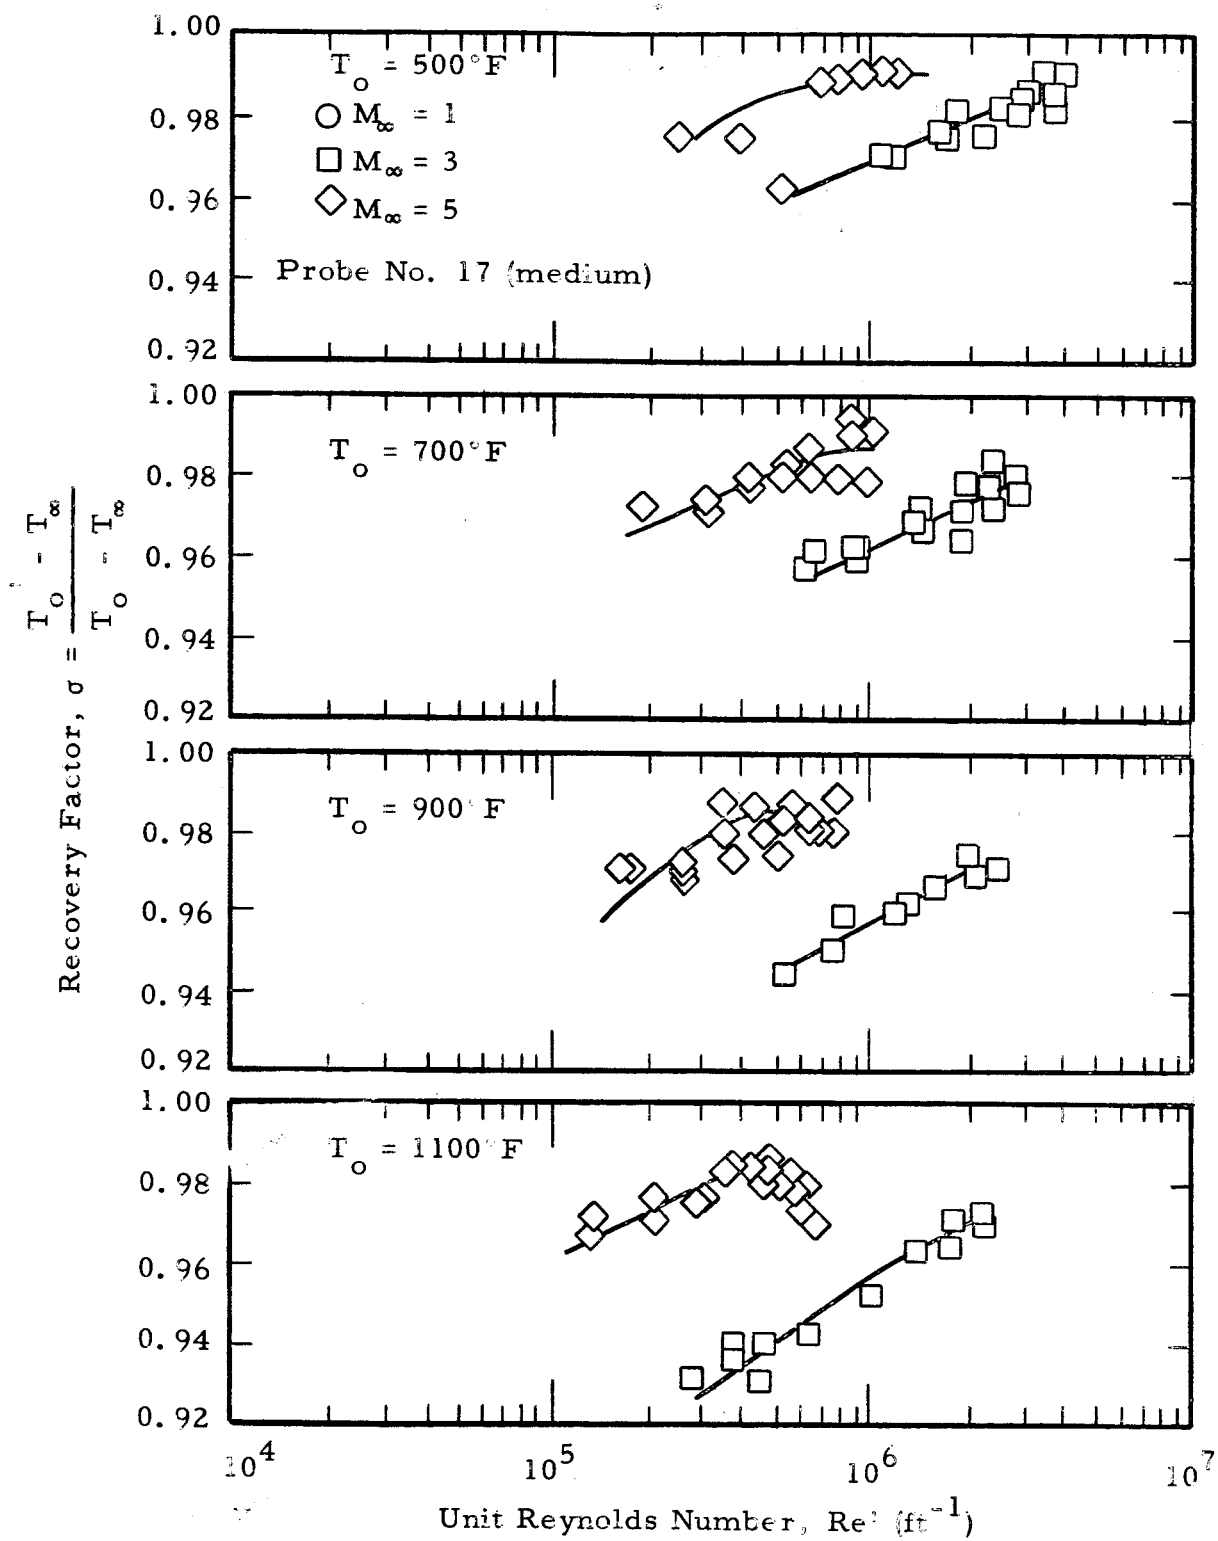 1.00
T_o = 500°F
○ M_∞ = 1
□ M_∞ = 3
◇ M_∞ = 5
Probe No. 17 (medium)
0.98
0.96
0.94
0.92
1.00
T_o = 700°F
0.98
0.96
0.94
0.92
1.00
T_o = 900°F
0.98
0.96
0.94
0.92
1.00
T_o = 1100°F
0.98
0.96
0.94
0.92
Recovery Factor, σ = (T_o' - T_∞) / (T_o - T_∞)
10^4 10^5 10^6 10^7
Unit Reynolds Number, Re' (ft^-1)